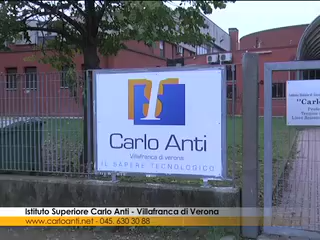 Carlo Anti
Villafranca di verona
IL SAPERE TECNOLOGICO
"Carlo
Istituto Superiore Carlo Anti - Villafranca di Verona
www.carloanti.net - 045. 630 30 88